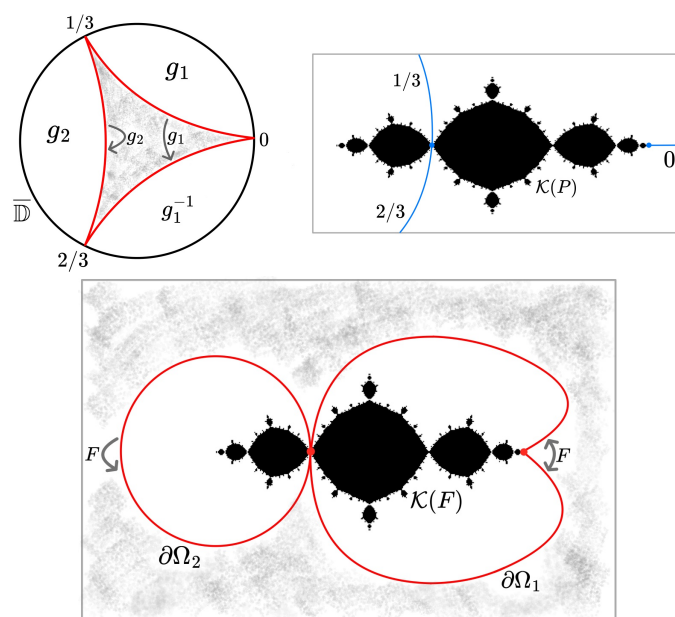 1/3
g₁
g₂
g₂
g₁
0
𝔻̅
g₁⁻¹
2/3
1/3
𝒦(P)
0
2/3
F
F
𝒦(F)
∂Ω₂
∂Ω₁